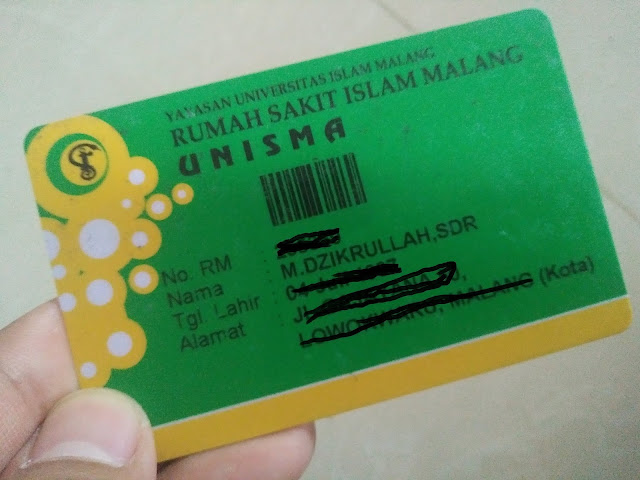 YAYASAN UNIVERSITAS ISLAM MALANG
RUMAH SAKIT ISLAM MALANG
UNISMA
No. RM
Nama M.DZIKRULLAH,SDR
Tgl. Lahir
Alamat
(Kota)